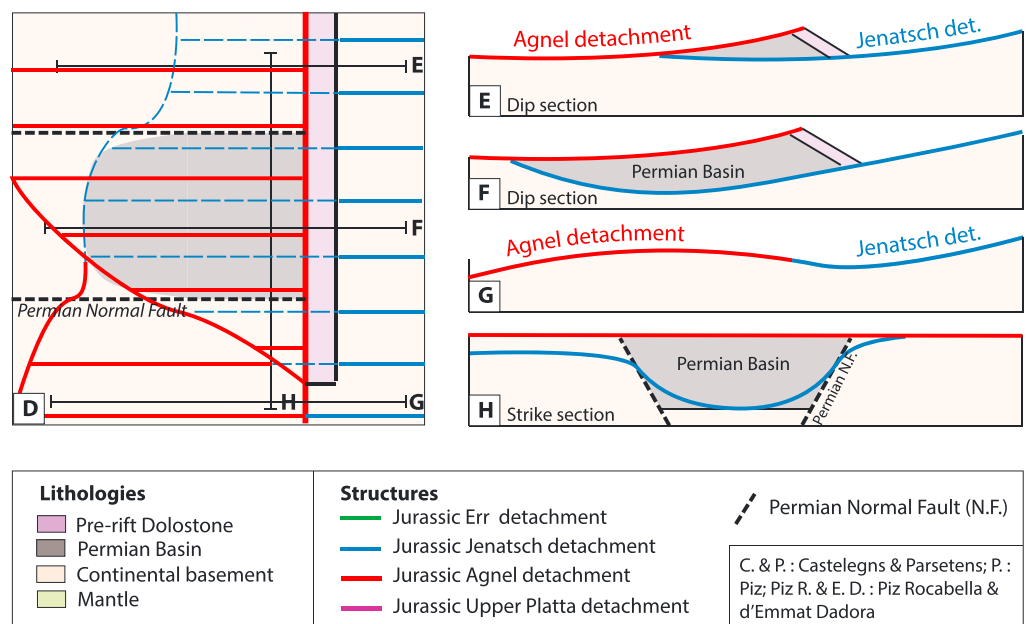 E
F
Permian Normal Fault
D
H
G
Agnel detachment
Jenatsch det.
E
Dip section
Permian Basin
F
Dip section
Agnel detachment
Jenatsch det.
G
Permian Basin
Permian N.F.
H
Strike section
Lithologies
Pre-rift Dolostone
Permian Basin
Continental basement
Mantle
Structures
Jurassic Err detachment
Jurassic Jenatsch detachment
Jurassic Agnel detachment
Jurassic Upper Platta detachment
Permian Normal Fault (N.F.)
C. & P. : Castelegns & Parsetens; P. :
Piz; Piz R. & E. D. : Piz Rocabella &
d’Emmat Dadora